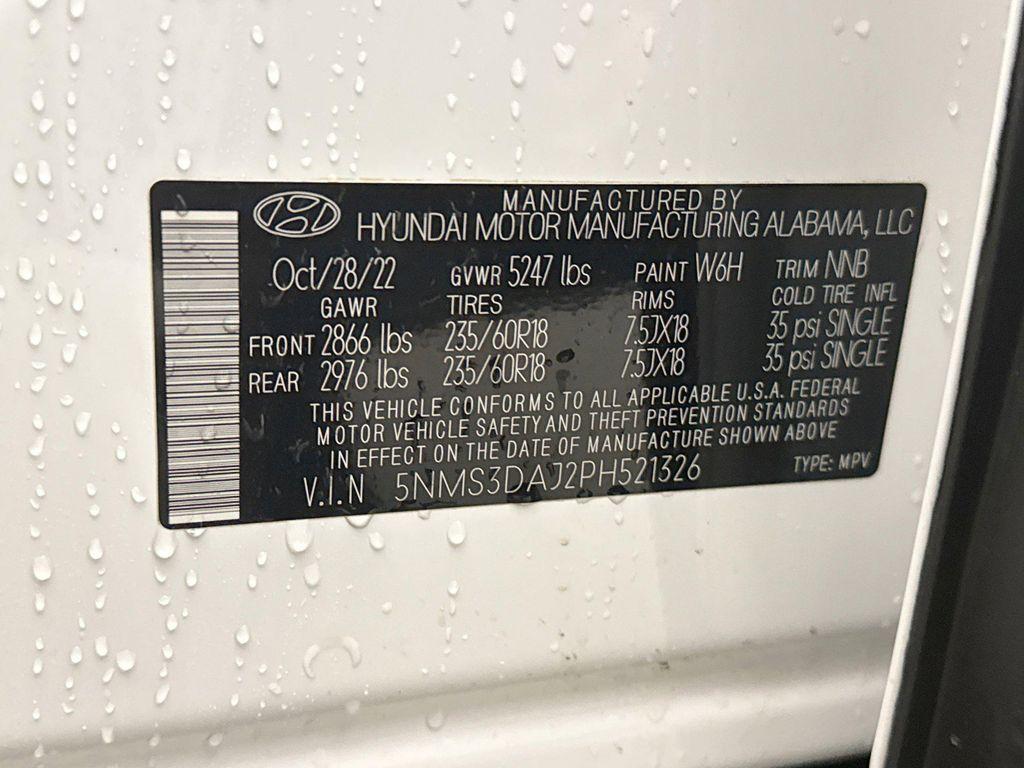 MANUFACTURED BY
HYUNDAI MOTOR MANUFACTURING ALABAMA, LLC
Oct/28/22 GVWR 5247 lbs PAINT W6H TRIM NNB
GAWR TIRES RIMS COLD TIRE INFL
FRONT 2866 lbs 235/60R18 7.5JX18 35 psi SINGLE
REAR 2976 lbs 235/60R18 7.5JX18 35 psi SINGLE
THIS VEHICLE CONFORMS TO ALL APPLICABLE U.S.A. FEDERAL
MOTOR VEHICLE SAFETY AND THEFT PREVENTION STANDARDS
IN EFFECT ON THE DATE OF MANUFACTURE SHOWN ABOVE
V.I.N 5NMS3DAJ2PH521326 TYPE: MPV